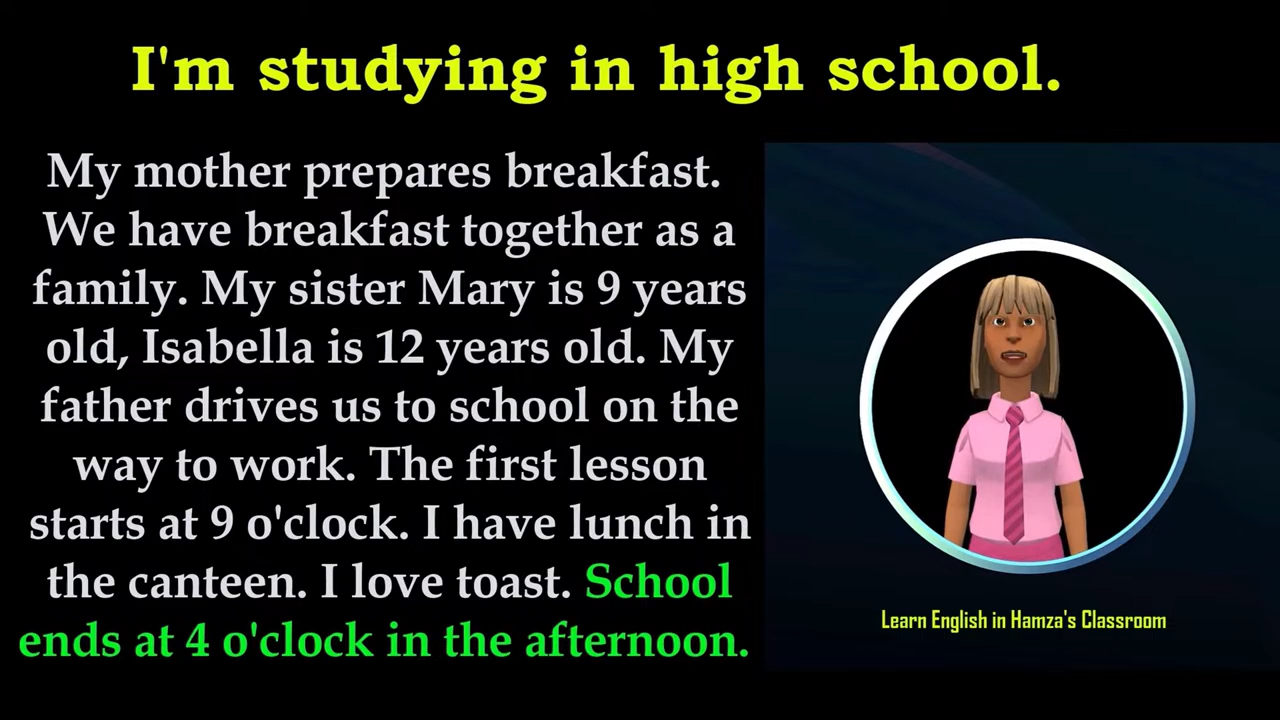 I'm studying in high school.
My mother prepares breakfast.
We have breakfast together as a
family. My sister Mary is 9 years
old, Isabella is 12 years old. My
father drives us to school on the
way to work. The first lesson
starts at 9 o'clock. I have lunch in
the canteen. I love toast. School
ends at 4 o'clock in the afternoon.
Learn English in Hamza's Classroom